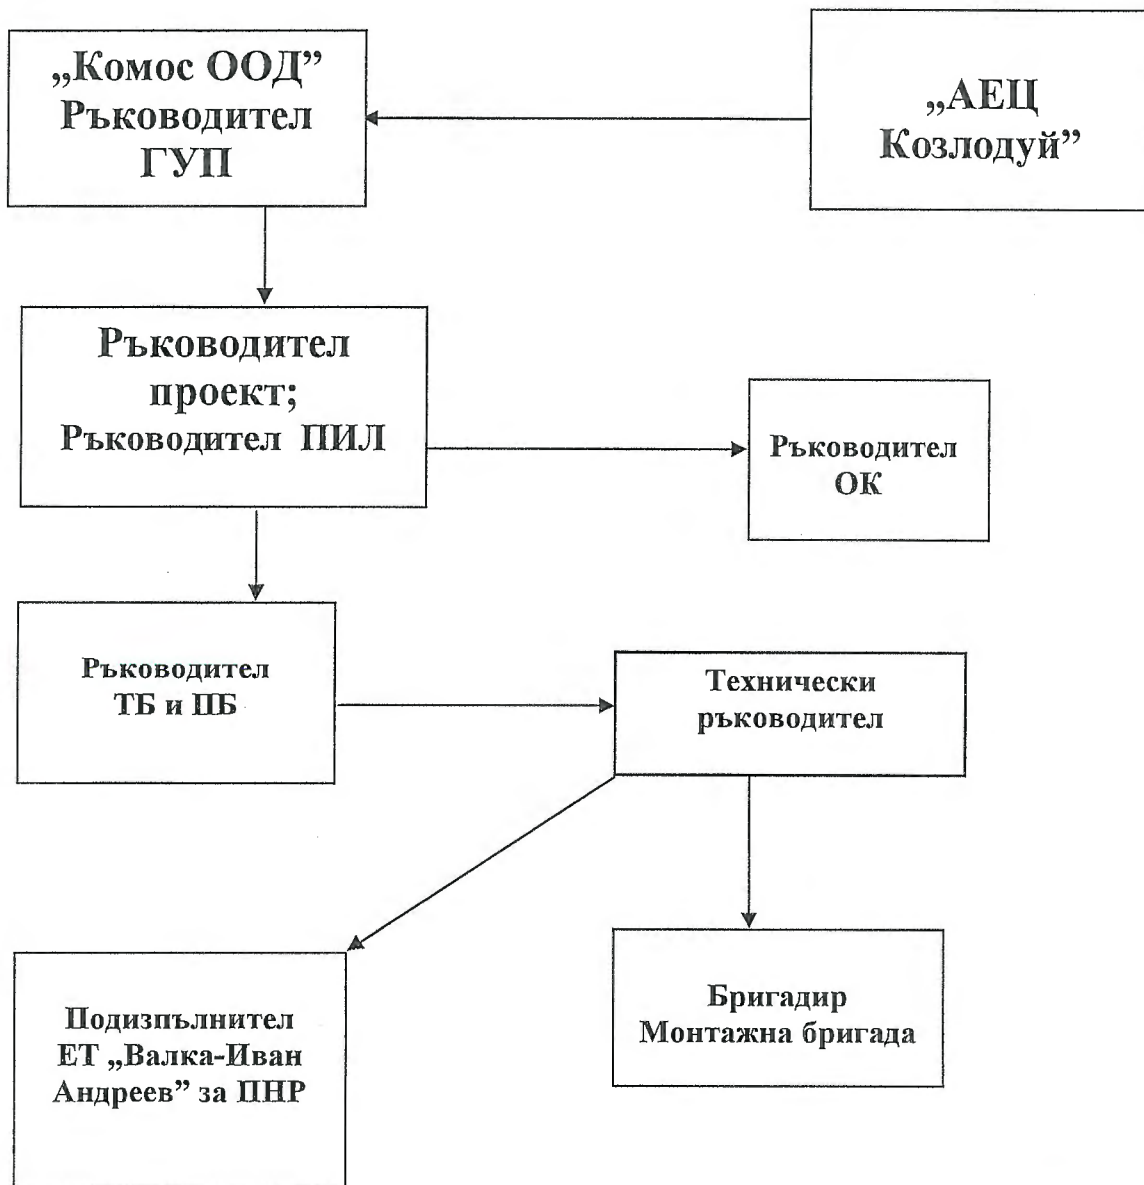 „Комос ООД”
Ръководител
ГУП
„АЕЦ
Козлодуй”
Ръководител
проект;
Ръководител ПИЛ
Ръководител
ОК
Ръководител
ТБ и ПБ
Технически
ръководител
Подизпълнител
ЕТ „Валка-Иван
Андреев” за ПНР
Бригадир
Монтажна бригада